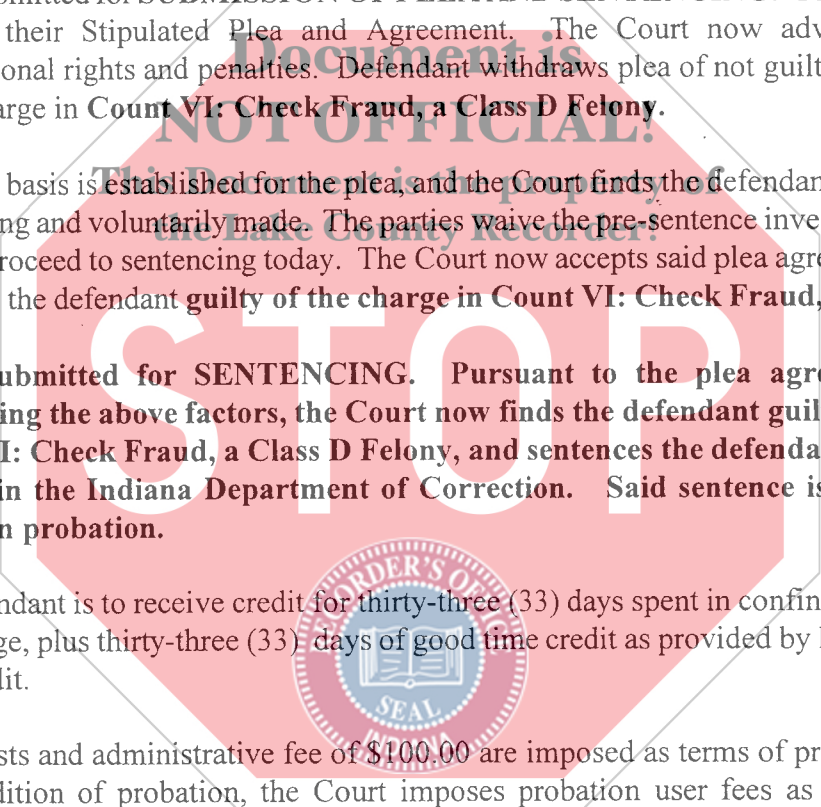 their Stipulated Plea and Agreement. The Court now adv
onal rights and penalties. Defendant withdraws plea of not guilt
arge in Count VI: Check Fraud, a Class D Felony.
Document is
NOT OFFICIAL!
This Document is the property of
the Lake County Recorder!
basis is established for the plea, and the Court finds the defendan
ng and voluntarily made. The parties waive the pre-sentence inve
roceed to sentencing today. The Court now accepts said plea agre
the defendant guilty of the charge in Count VI: Check Fraud,
STOP
ubmitted for SENTENCING. Pursuant to the plea agre
ing the above factors, the Court now finds the defendant guil
I: Check Fraud, a Class D Felony, and sentences the defenda
in the Indiana Department of Correction. Said sentence is
n probation.
ndant is to receive credit for thirty-three (33) days spent in confin
ge, plus thirty-three (33) days of good time credit as provided by
dit.
RECORDER'S OFFICE
SEAL
INDIANA
sts and administrative fee of $100.00 are imposed as terms of pr
dition of probation, the Court imposes probation user fees as